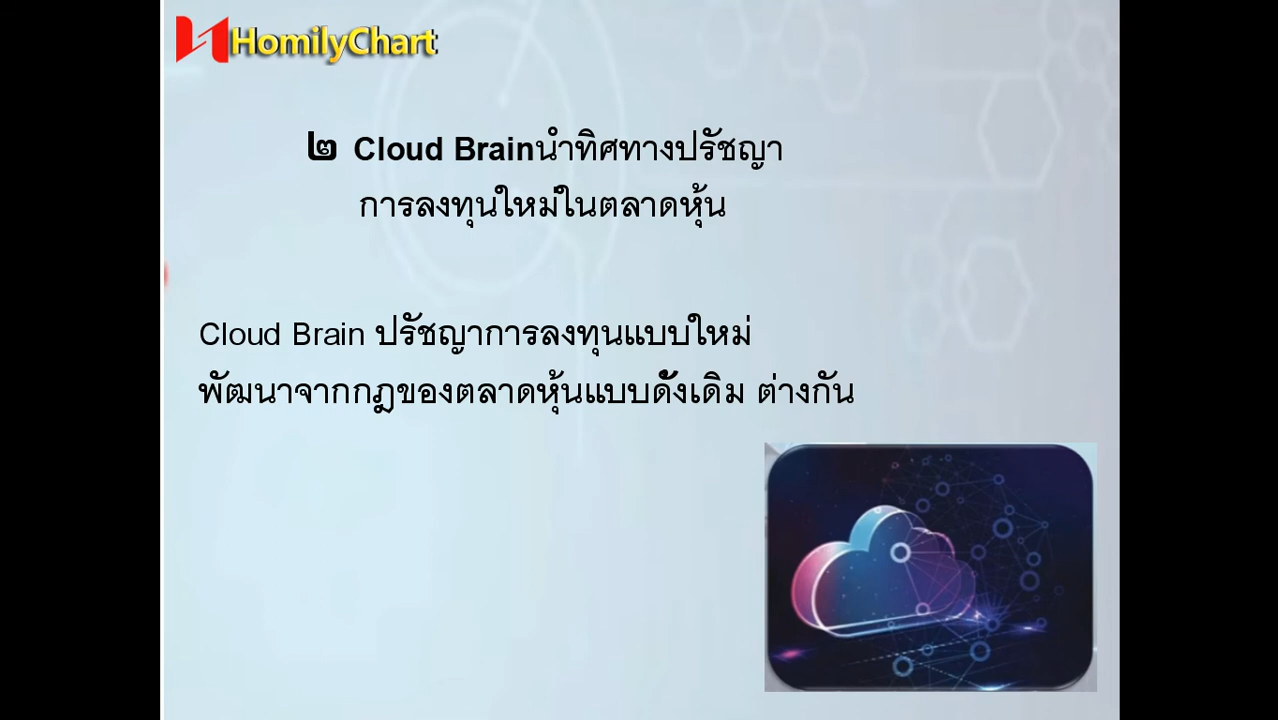 HomilyChart
๒ Cloud Brainนำทิศทางปรัชญา
การลงทุนใหม่ในตลาดหุ้น
Cloud Brain ปรัชญาการลงทุนแบบใหม่
พัฒนาจากกฎของตลาดหุ้นแบบดั้งเดิม ต่างกัน